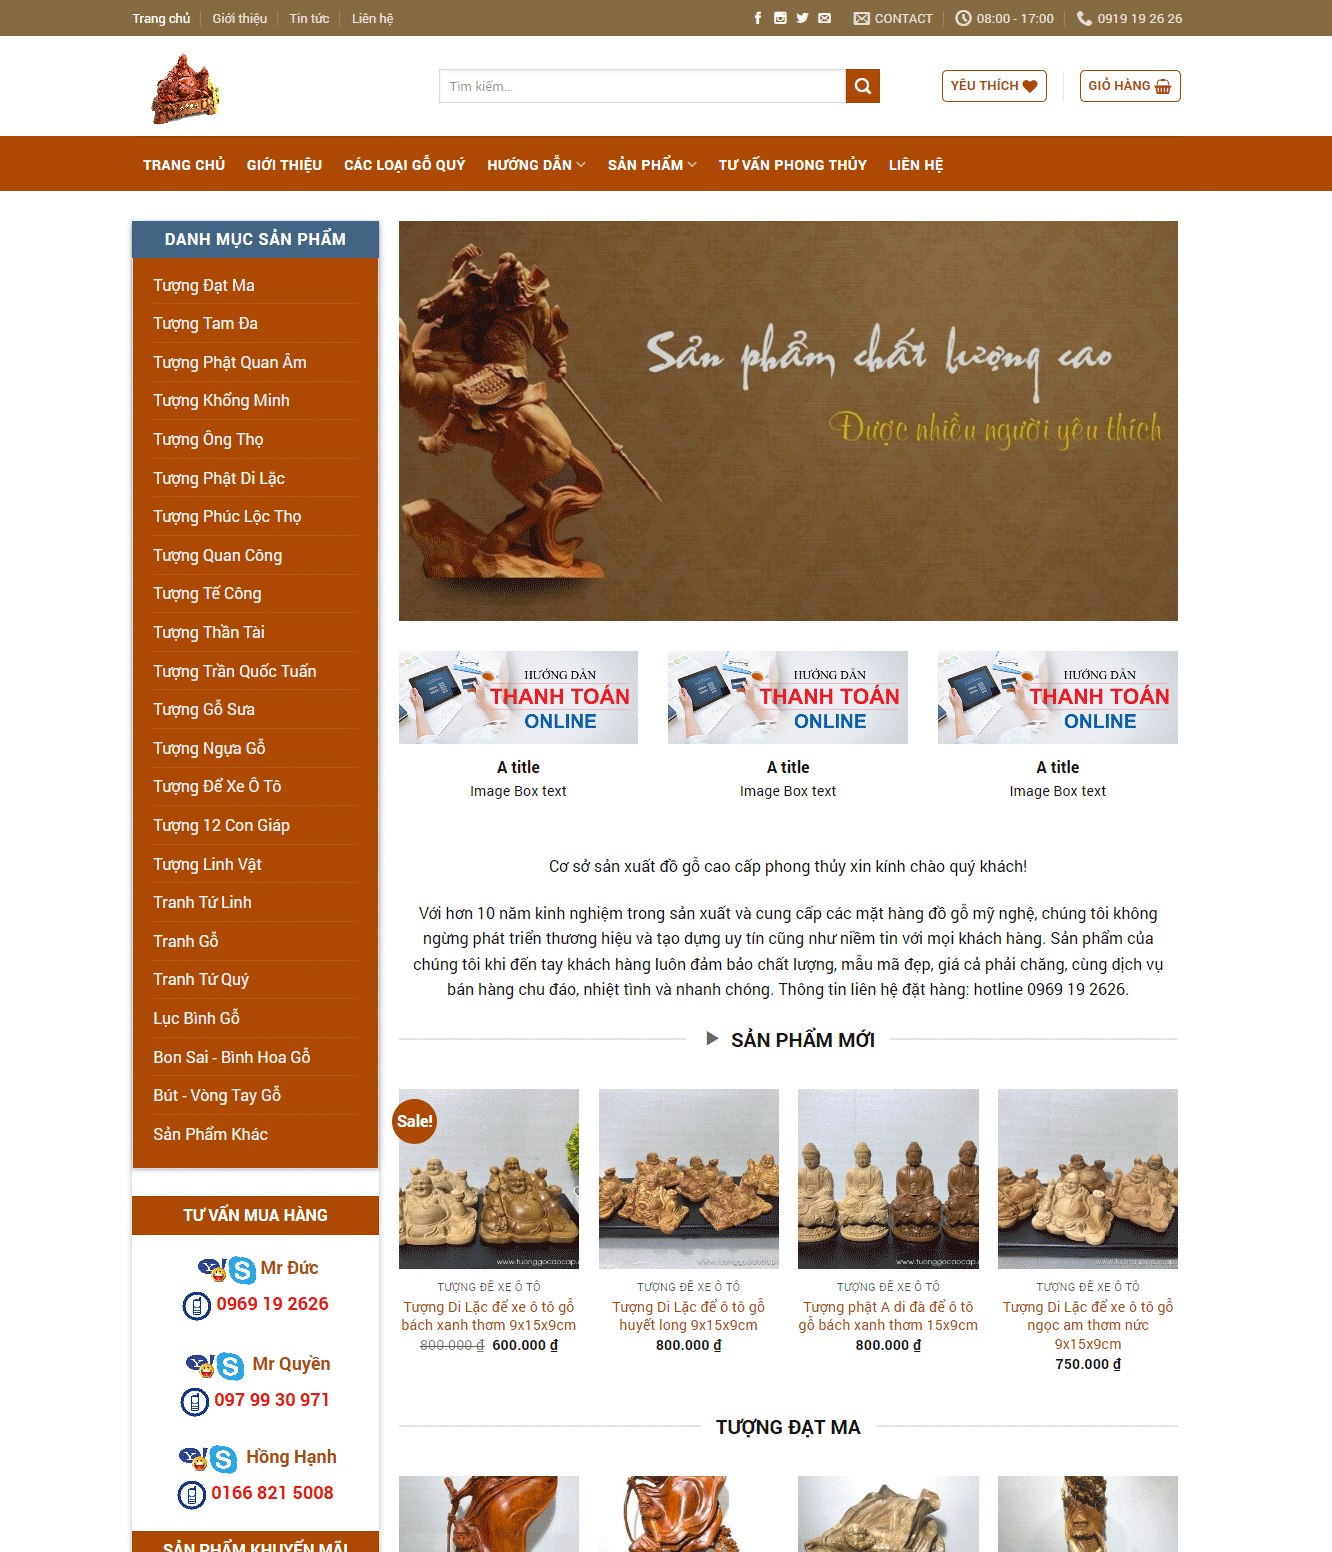 Trang chủ
Giới thiệu
Tin tức
Liên hệ
CONTACT
08:00 - 17:00
0919 19 26 26
Tìm kiếm...
YÊU THÍCH
GIỎ HÀNG
TRANG CHỦ
GIỚI THIỆU
CÁC LOẠI GỖ QUÝ
HƯỚNG DẪN
SẢN PHẨM
TƯ VẤN PHONG THỦY
LIÊN HỆ
DANH MỤC SẢN PHẨM
Tượng Đạt Ma
Tượng Tam Đa
Tượng Phật Quan Âm
Tượng Khổng Minh
Tượng Ông Thọ
Tượng Phật Di Lặc
Tượng Phúc Lộc Thọ
Tượng Quan Công
Tượng Tế Công
Tượng Thần Tài
Tượng Trần Quốc Tuấn
Tượng Gỗ Sưa
Tượng Ngựa Gỗ
Tượng Để Xe Ô Tô
Tượng 12 Con Giáp
Tượng Linh Vật
Tranh Tứ Linh
Tranh Gỗ
Tranh Tứ Quý
Lục Bình Gỗ
Bon Sai - Bình Hoa Gỗ
Bút - Vòng Tay Gỗ
Sản Phẩm Khác
TƯ VẤN MUA HÀNG
Mr Đức
0969 19 2626
Mr Quyền
097 99 30 971
Hồng Hạnh
0166 821 5008
SẢN PHẨM KHUYẾN MÃI
Sản phẩm chất lượng cao
Được nhiều người yêu thích
HƯỚNG DẪN
THANH TOÁN
ONLINE
A title
Image Box text
HƯỚNG DẪN
THANH TOÁN
ONLINE
A title
Image Box text
HƯỚNG DẪN
THANH TOÁN
ONLINE
A title
Image Box text
Cơ sở sản xuất đồ gỗ cao cấp phong thủy xin kính chào quý khách!
Với hơn 10 năm kinh nghiệm trong sản xuất và cung cấp các mặt hàng đồ gỗ mỹ nghệ, chúng tôi không
ngừng phát triển thương hiệu và tạo dựng uy tín cũng như niềm tin với mọi khách hàng. Sản phẩm của
chúng tôi khi đến tay khách hàng luôn đảm bảo chất lượng, mẫu mã đẹp, giá cả phải chăng, cùng dịch vụ
bán hàng chu đáo, nhiệt tình và nhanh chóng. Thông tin liên hệ đặt hàng: hotline 0969 19 2626.
SẢN PHẨM MỚI
Sale!
TƯỢNG ĐỂ XE Ô TÔ
Tượng Di Lặc để xe ô tô gỗ
bách xanh thơm 9x15x9cm
800.000 ₫ 600.000 ₫
TƯỢNG ĐỂ XE Ô TÔ
Tượng Di Lặc để ô tô gỗ
huyết long 9x15x9cm
800.000 ₫
TƯỢNG ĐỂ XE Ô TÔ
Tượng phật A di đà để ô tô
gỗ bách xanh thơm 15x9cm
800.000 ₫
TƯỢNG ĐỂ XE Ô TÔ
Tượng Di Lặc để xe ô tô gỗ
ngọc am thơm nức
9x15x9cm
750.000 ₫
TƯỢNG ĐẠT MA